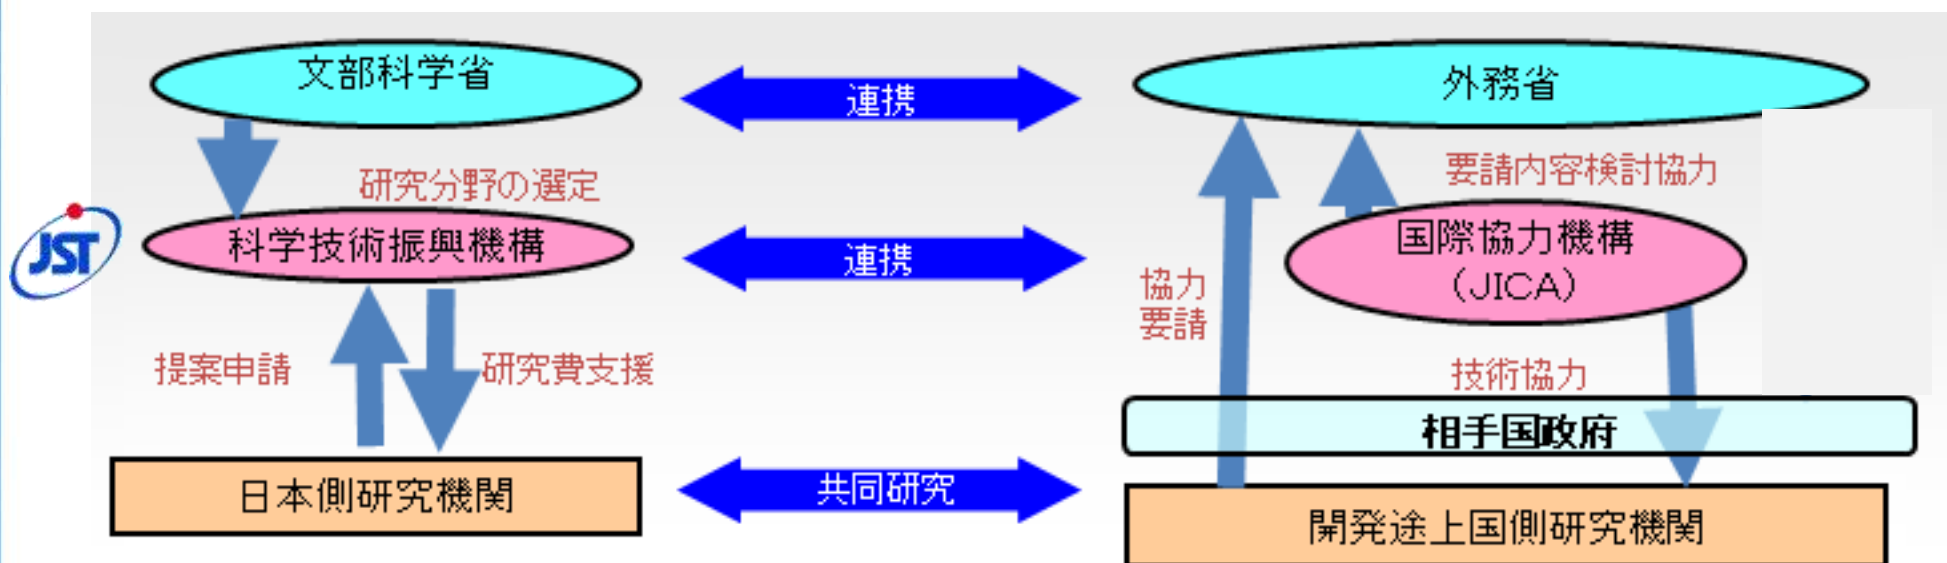 文部科学省
連携
外務省
研究分野の選定
要請内容検討協力
JST
科学技術振興機構
連携
国際協力機構
（JICA）
協力
要請
提案申請
研究費支援
技術協力
相手国政府
日本側研究機関
共同研究
開発途上国側研究機関